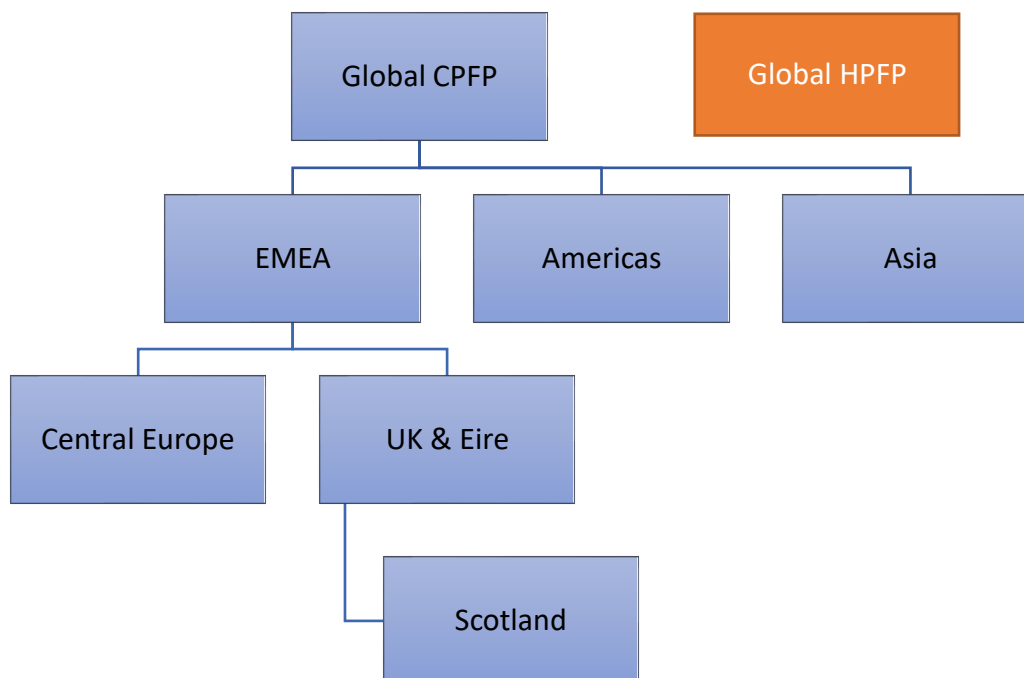 Global CPFP
Global HPFP
EMEA
Americas
Asia
Central Europe
UK & Eire
Scotland